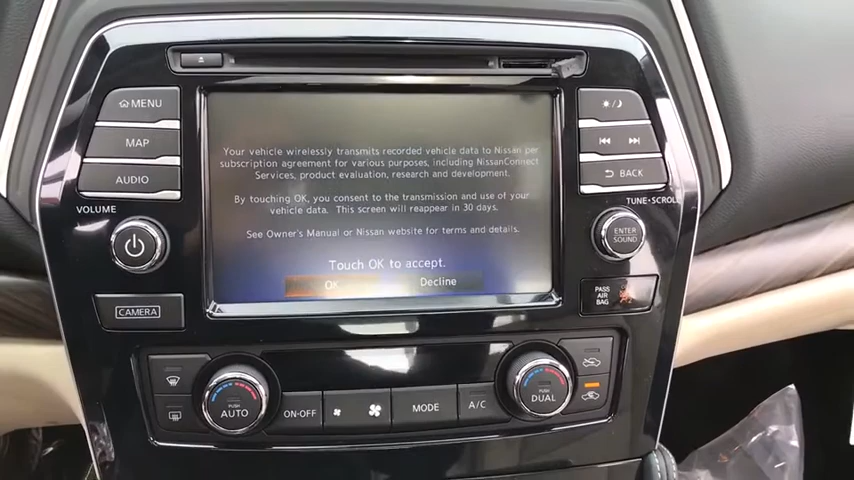 MENU
MAP
AUDIO
VOLUME
CAMERA
Your vehicle wirelessly transmits recorded vehicle data to Nissan per
subscription agreement for various purposes, including NissanConnect
Services, product evaluation, research and development.
By touching OK, you consent to the transmission and use of your
vehicle data. This screen will reappear in 30 days.
See Owner's Manual or Nissan website for terms and details.
Touch OK to accept.
OK
Decline
BACK
TUNE·SCROLL
ENTER
SOUND
PASS
AIR
BAG
PUSH
AUTO
ON·OFF
MODE
A/C
PUSH
DUAL